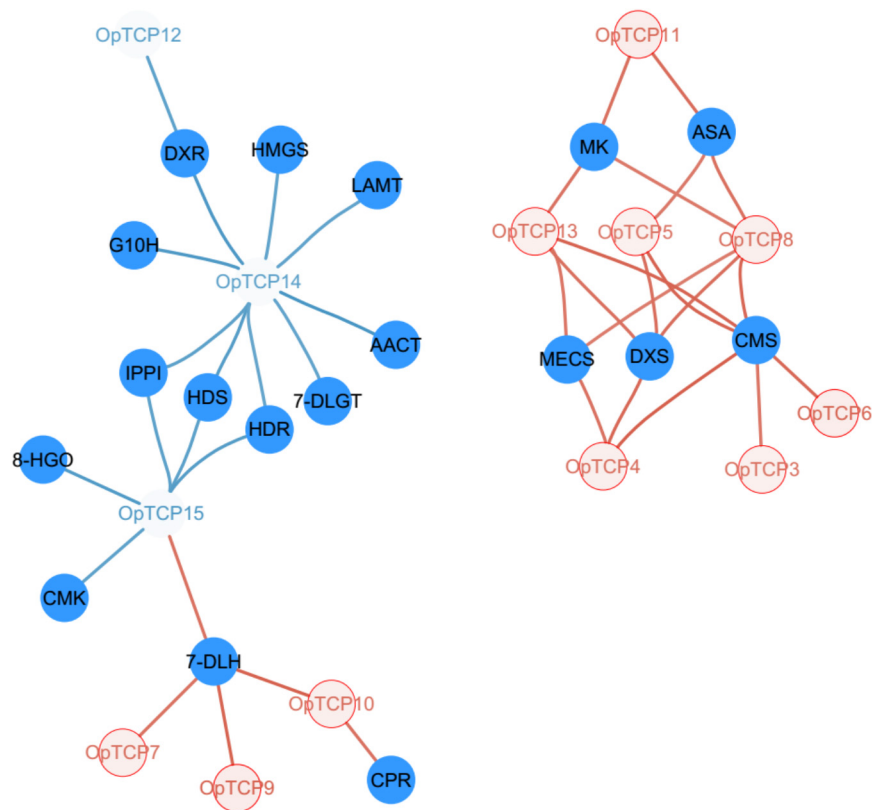 OpTCP12
OpTCP11
DXR
HMGS
MK
ASA
LAMT
G10H
OpTCP13
OpTCP5
OpTCP8
OpTCP14
IPPI
AACT
MECS
DXS
CMS
HDS
7-DLGT
HDR
OpTCP6
8-HGO
OpTCP4
OpTCP3
OpTCP15
CMK
7-DLH
OpTCP10
OpTCP7
OpTCP9
CPR